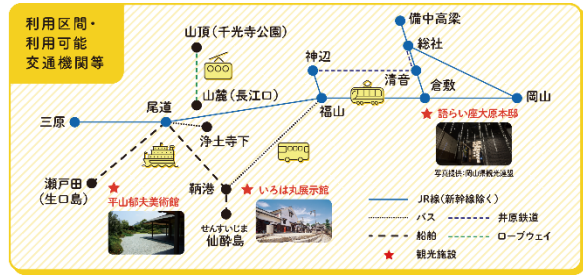 利用区間・
利用可能
交通機関等
山頂（千光寺公園）
山麓（長江口）
備中高梁
総社
神辺
清音
倉敷
岡山
三原
尾道
福山
浄土寺下
★語らい座大原本邸
写真提供：岡山県観光連盟
瀬戸田
（生口島）
★
平山郁夫美術館
鞆港
★いろは丸展示館
せんすいじま
仙酔島
JR線（新幹線除く）
バス
井原鉄道
船舶
ロープウェイ
★ 観光施設